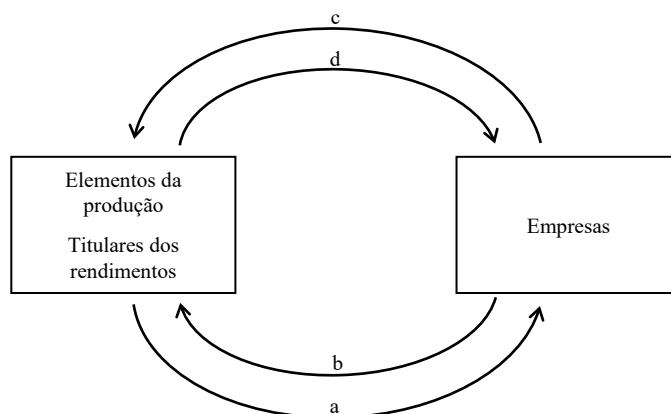 c
d
Elementos da
produção
Titulares dos
rendimentos
Empresas
b
a